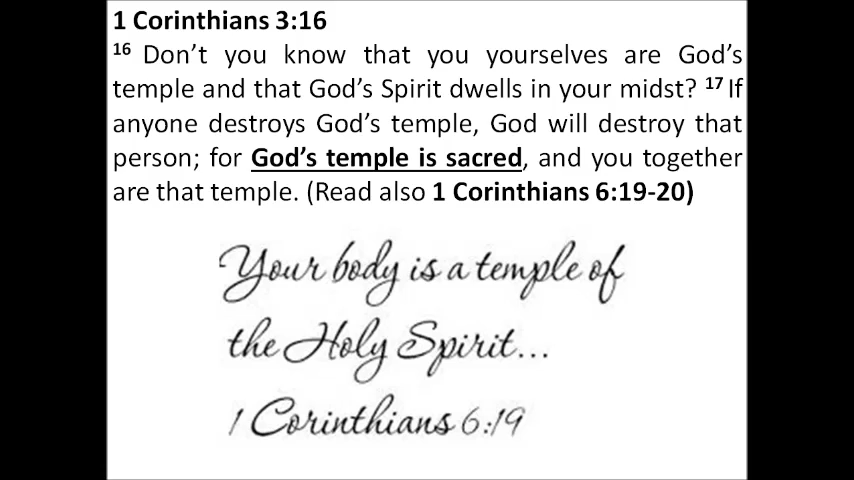 1 Corinthians 3:16
16 Don’t you know that you yourselves are God’s
temple and that God’s Spirit dwells in your midst? 17 If
anyone destroys God’s temple, God will destroy that
person; for God’s temple is sacred, and you together
are that temple. (Read also 1 Corinthians 6:19-20)
Your body is a temple of
the Holy Spirit...
1 Corinthians 6:19